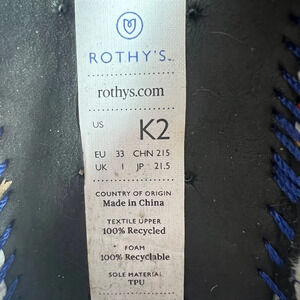 ROTHY'S™
rothys.com
US K2
EU 33 CHN 215
UK 1 JP 21.5
COUNTRY OF ORIGIN
Made in China
TEXTILE UPPER
100% Recycled
FOAM
100% Recyclable
SOLE MATERIAL
TPU